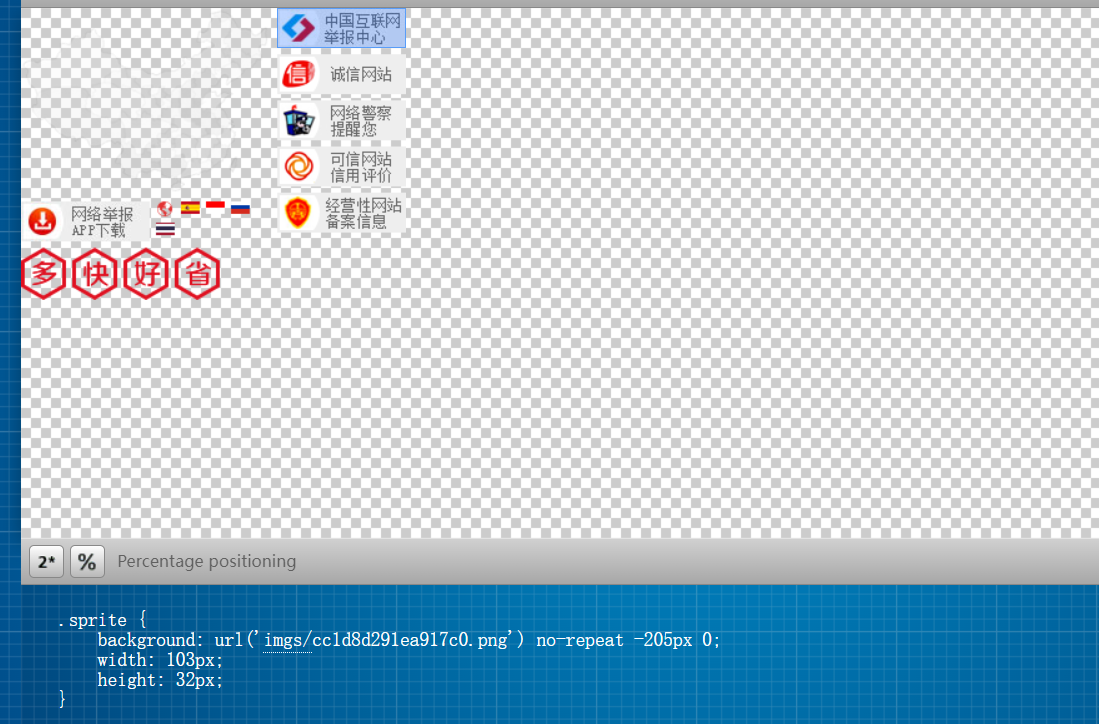 中国互联网
举报中心
信 诚信网站
网络警察
提醒您
可信网站
信用评价
网络举报
APP下载
经营性网站
备案信息
多 快 好 省
2* % Percentage positioning
.sprite {
background: url('imgs/cc1d8d291ea917c0.png') no-repeat -205px 0;
width: 103px;
height: 32px;
}